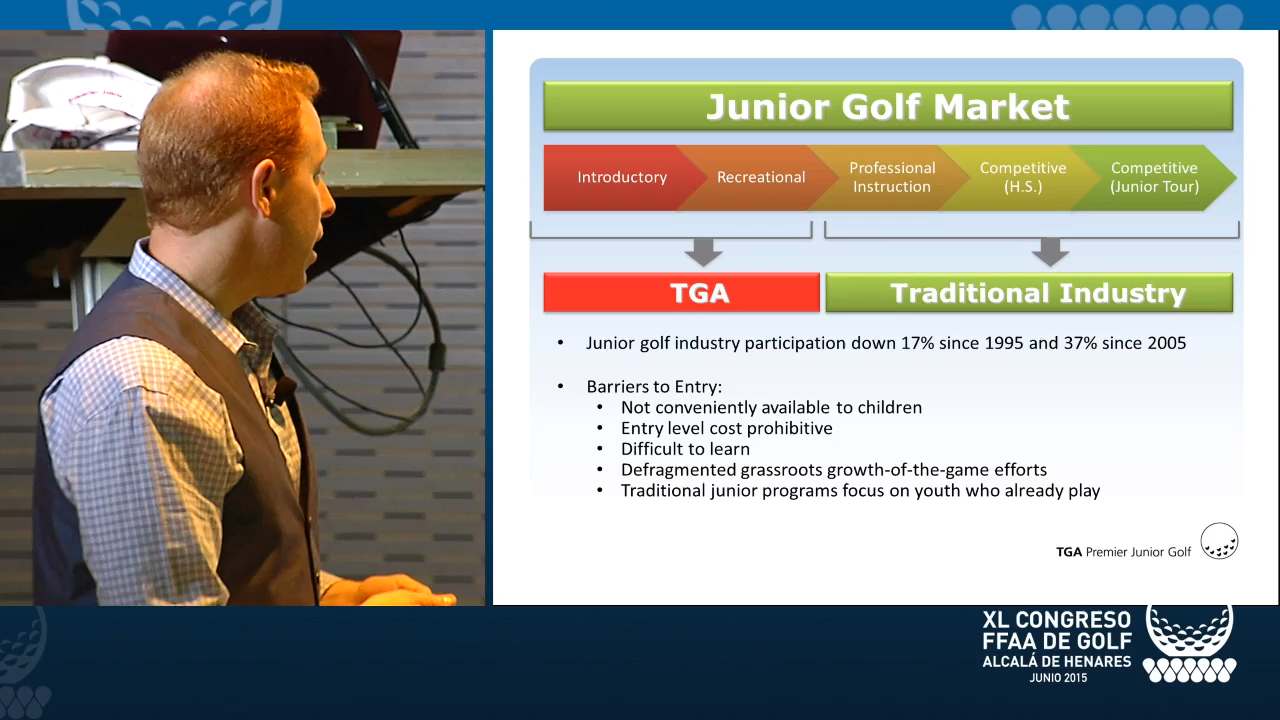 Junior Golf Market
Introductory
Recreational
Professional
Instruction
Competitive
(H.S.)
Competitive
(Junior Tour)
TGA
Traditional Industry
• Junior golf industry participation down 17% since 1995 and 37% since 2005
• Barriers to Entry:
• Not conveniently available to children
• Entry level cost prohibitive
• Difficult to learn
• Defragmented grassroots growth-of-the-game efforts
• Traditional junior programs focus on youth who already play
TGA Premier Junior Golf
XL CONGRESO
FFAA DE GOLF
ALCALÁ DE HENARES
JUNIO 2015